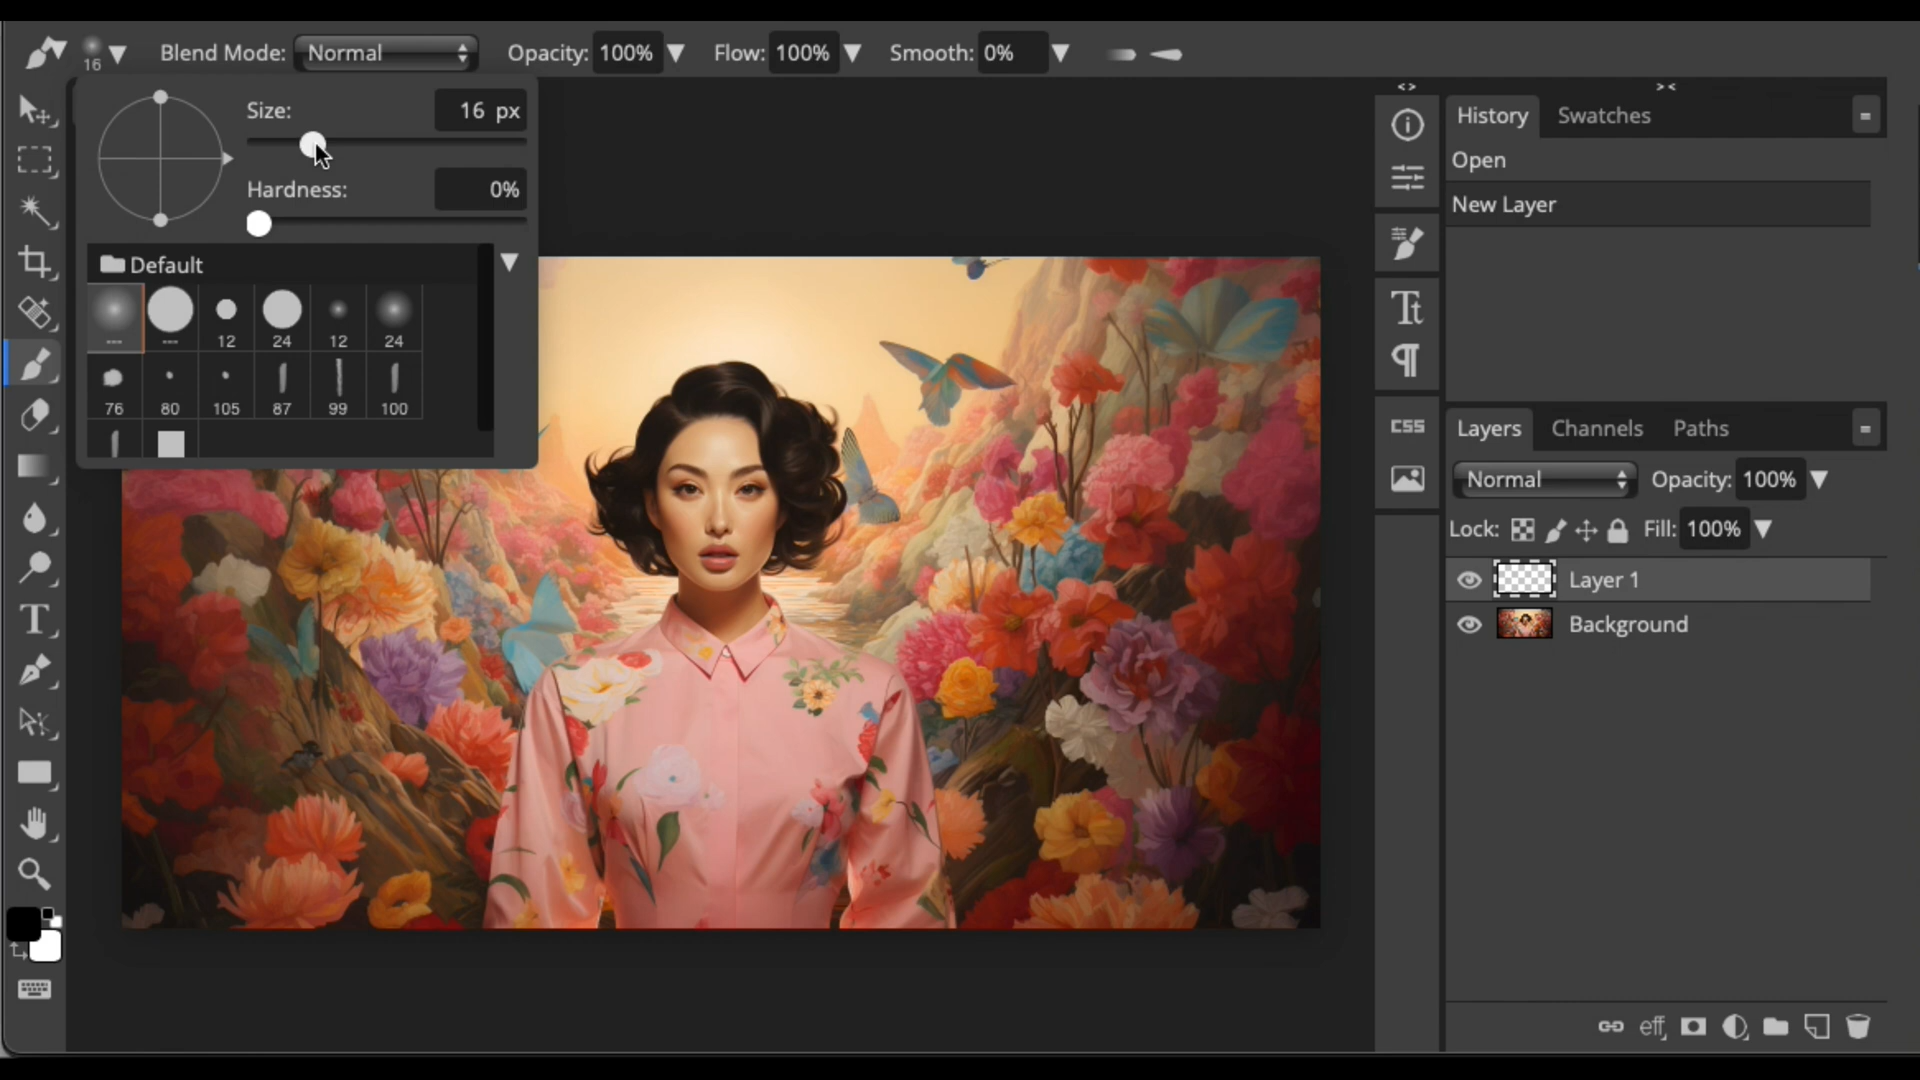 16
Blend Mode: Normal Opacity: 100% Flow: 100% Smooth: 0%
Size: 16 px
Hardness: 0%
Default
--- --- 12 24 12 24
76 80 105 87 99 100
History Swatches
Open
New Layer
Tt
CSS
Layers Channels Paths
Normal Opacity: 100%
Lock: Fill: 100%
Layer 1
Background
T
eff